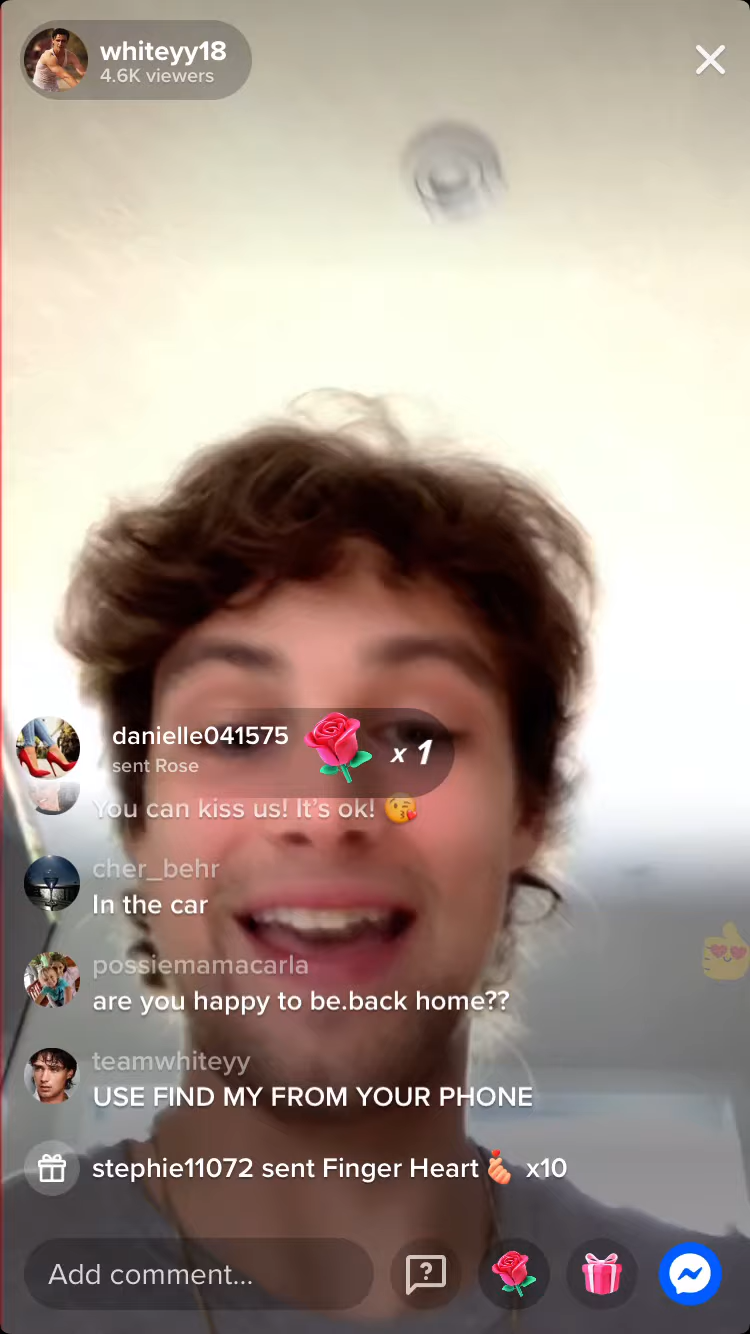 whiteyy18
4.6K viewers
danielle041575
sent Rose
x 1
You can kiss us! It’s ok! 😘
cher_behr
In the car
possiemamacarla
are you happy to be.back home??
teamwhiteyy
USE FIND MY FROM YOUR PHONE
stephie11072 sent Finger Heart x10
Add comment...
?